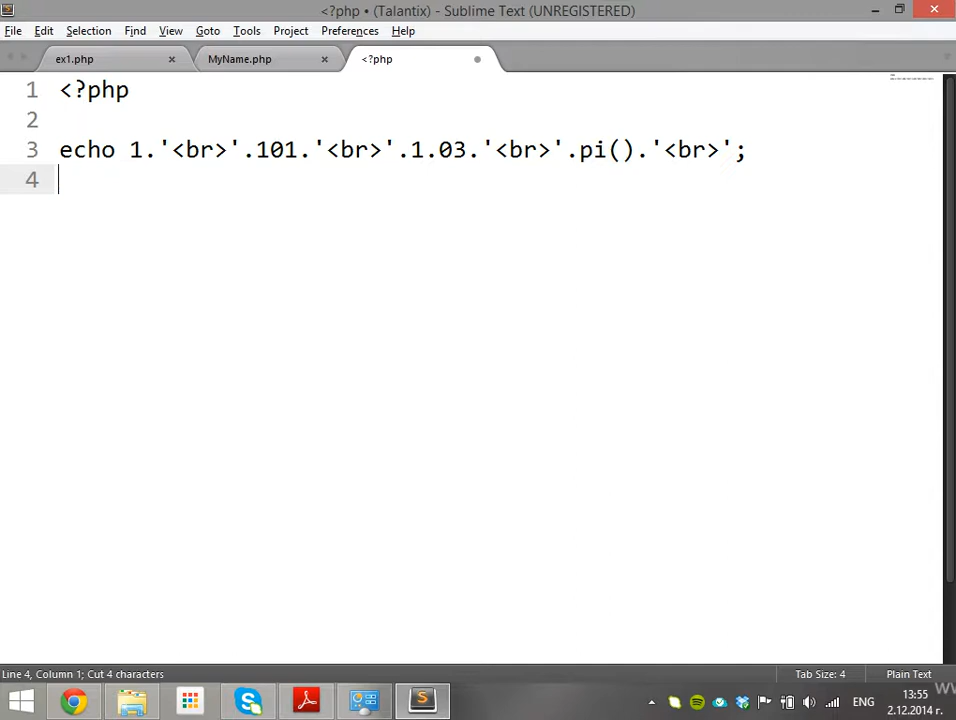 <?php • (Talantix) - Sublime Text (UNREGISTERED)
File Edit Selection Find View Goto Tools Project Preferences Help
ex1.php MyName.php <?php
1 <?php
2
3 echo 1.'<br>'.101.'<br>'.1.03.'<br>'.pi().'<br>';
4
Line 4, Column 1; Cut 4 characters Tab Size: 4 Plain Text
ENG 13:55
2.12.2014 г.